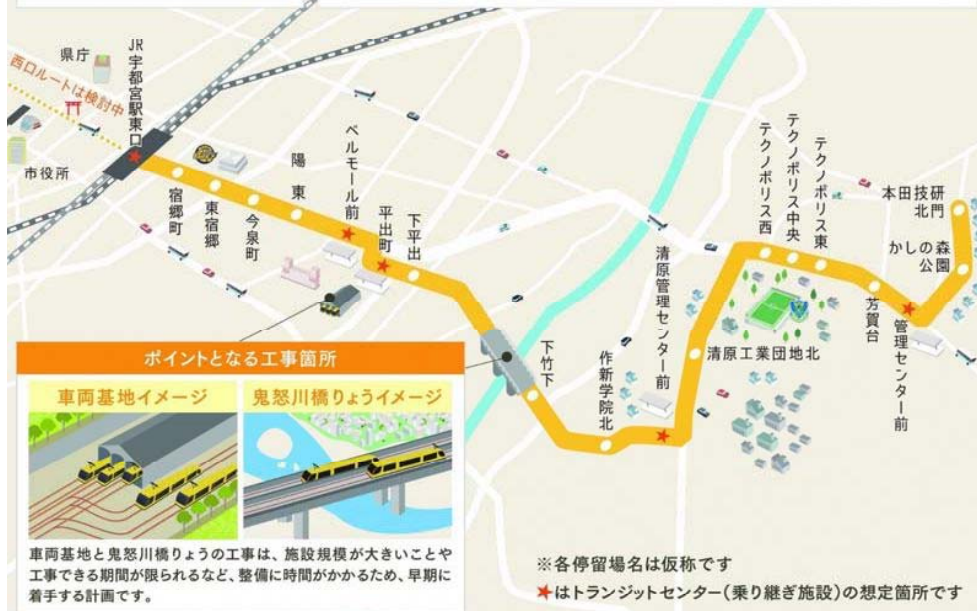 県庁
西口ルートは検討中
市役所
JR宇都宮駅東口
宿郷町
東宿郷
今泉町
陽東
ベルモール前
平出町
下平出
下竹下
作新学院北
清原管理センター前
清原工業団地北
テクノポリス西
テクノポリス中央
テクノポリス東
芳賀台
管理センター前
かしの森
公園
本田技研
北門
ポイントとなる工事箇所
車両基地イメージ
鬼怒川橋りょうイメージ
車両基地と鬼怒川橋りょうの工事は、施設規模が大きいことや
工事できる期間が限られるなど、整備に時間がかかるため、早期に
着手する計画です。
※各停留場名は仮称です
★はトランジットセンター(乗り継ぎ施設)の想定箇所です